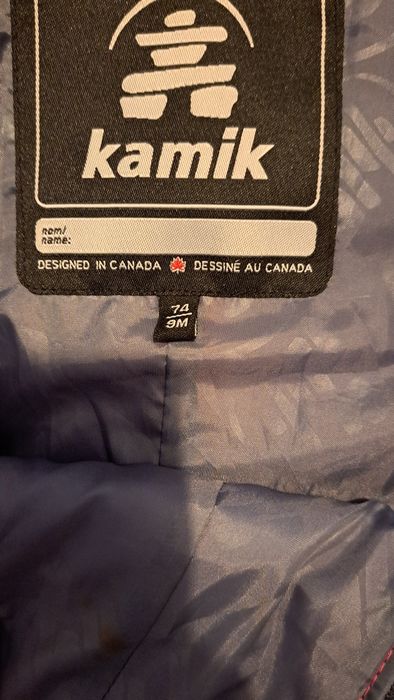 kamik
nom/
name:
DESIGNED IN CANADA DESSINÉ AU CANADA
74
9M